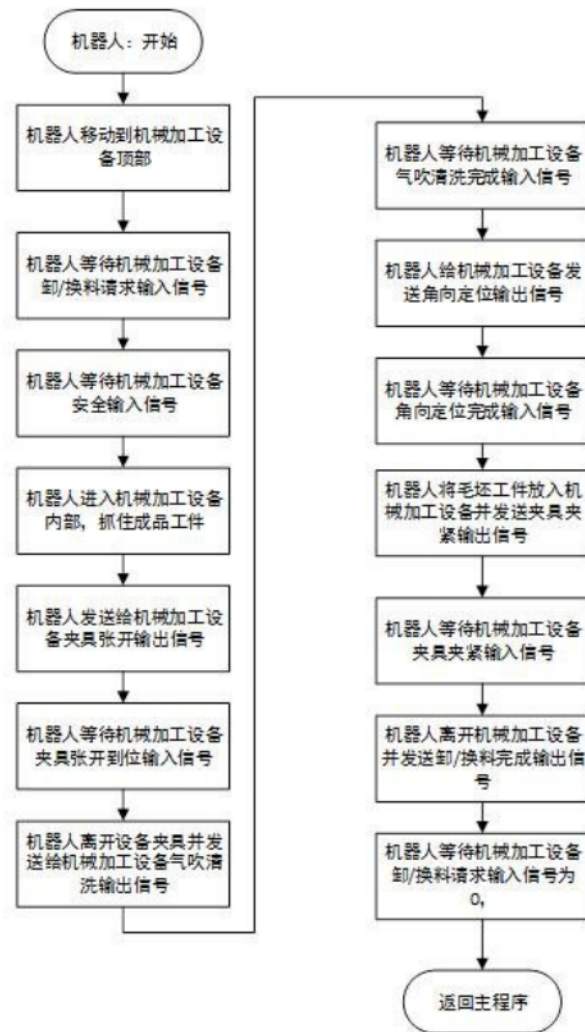 机器人：开始
机器人移动到机械加工设
备顶部
机器人等待机械加工设备
卸/换料请求输入信号
机器人等待机械加工设备
安全输入信号
机器人进入机械加工设备
内部，抓住成品工件
机器人发送给机械加工设
备夹具张开输出信号
机器人等待机械加工设备
夹具张开到位输入信号
机器人离开设备夹具并发
送给机械加工设备气吹清
洗输出信号
机器人等待机械加工设备
气吹清洗完成输入信号
机器人给机械加工设备发
送角向定位输出信号
机器人等待机械加工设备
角向定位完成输入信号
机器人将毛坯工件放入机
械加工设备并发送夹具夹
紧输出信号
机器人等待机械加工设备
夹具夹紧输入信号
机器人离开机械加工设备
并发送卸/换料完成输出信
号
机器人等待机械加工设备
卸/换料请求输入信号为
0,
返回主程序